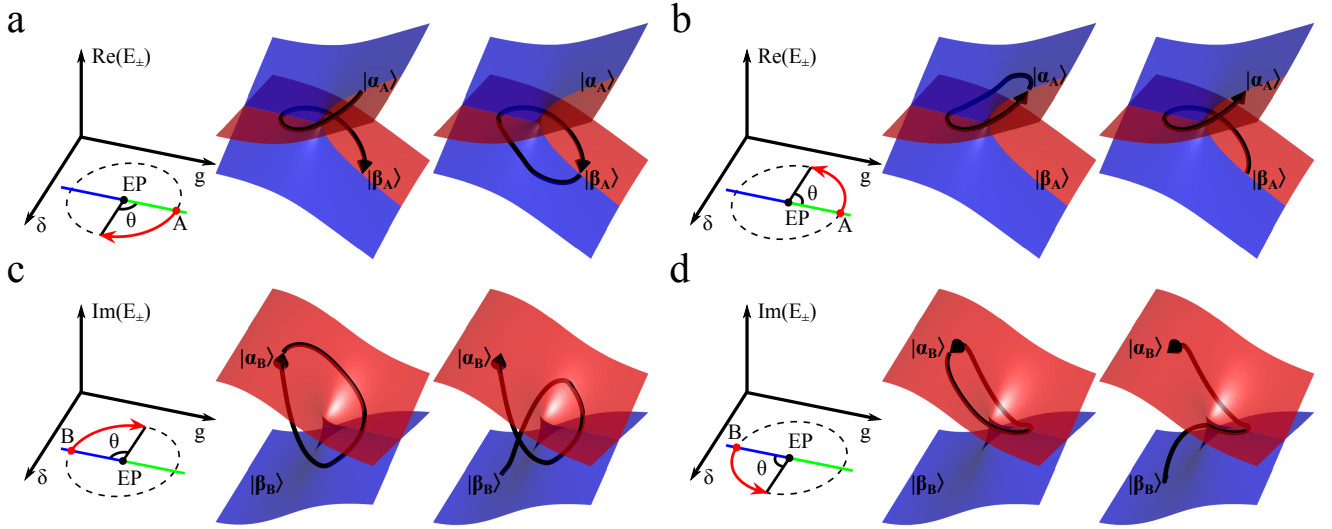 a
Re(E±)
EP
θ
g
A
δ
|αA⟩
|βA⟩
|αA⟩
|βA⟩
b
Re(E±)
θ
g
EP
A
δ
|αA⟩
|βA⟩
|αA⟩
|βA⟩
c
Im(E±)
B
θ
g
EP
δ
|αB⟩
|βB⟩
|αB⟩
|βB⟩
d
Im(E±)
B
EP
g
θ
δ
|αB⟩
|βB⟩
|αB⟩
|βB⟩